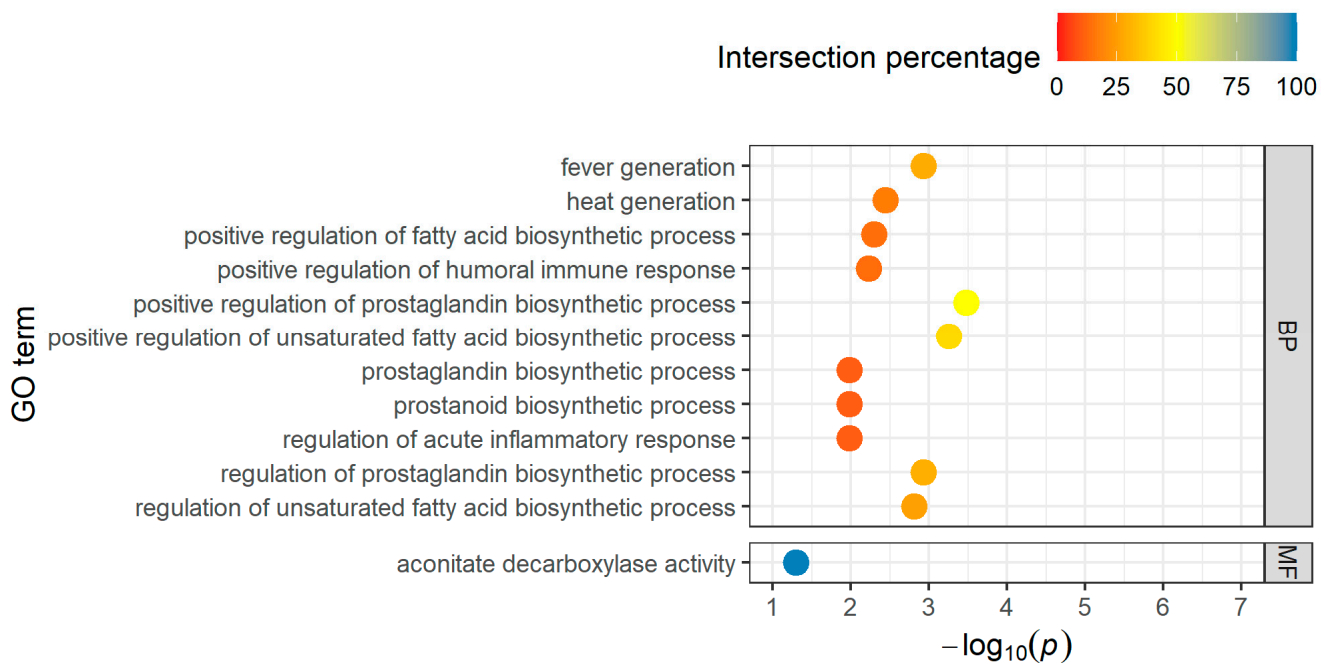 Intersection percentage
0 25 50 75 100
fever generation
heat generation
positive regulation of fatty acid biosynthetic process
positive regulation of humoral immune response
positive regulation of prostaglandin biosynthetic process
positive regulation of unsaturated fatty acid biosynthetic process
prostaglandin biosynthetic process
prostanoid biosynthetic process
regulation of acute inflammatory response
regulation of prostaglandin biosynthetic process
regulation of unsaturated fatty acid biosynthetic process
BP
GO term
aconitate decarboxylase activity
MF
1 2 3 4 5 6 7
−log₁₀(p)